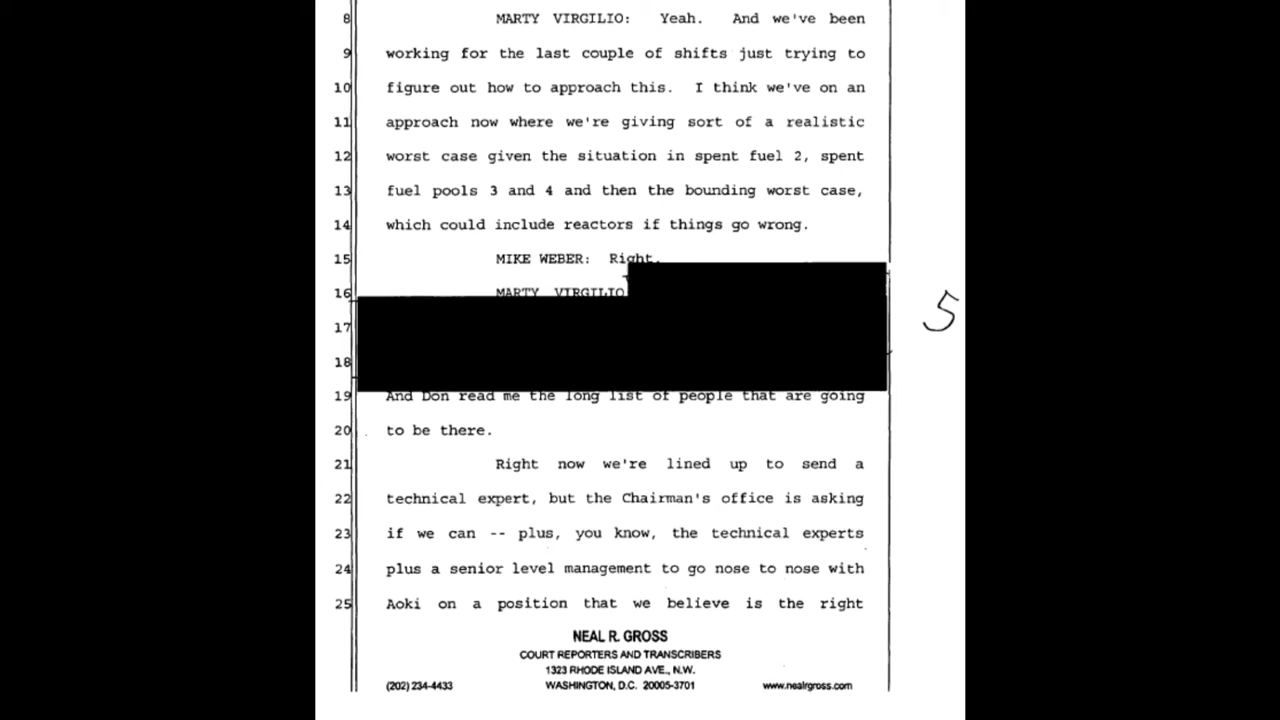 8 MARTY VIRGILIO: Yeah. And we've been
9 working for the last couple of shifts just trying to
10 figure out how to approach this. I think we've on an
11 approach now where we're giving sort of a realistic
12 worst case given the situation in spent fuel 2, spent
13 fuel pools 3 and 4 and then the bounding worst case,
14 which could include reactors if things go wrong.
15 MIKE WEBER: Right.
16 MARTY VIRGILIO
17
18
5
19 And Don read me the long list of people that are going
20 to be there.
21 Right now we're lined up to send a
22 technical expert, but the Chairman's office is asking
23 if we can -- plus, you know, the technical experts
24 plus a senior level management to go nose to nose with
25 Aoki on a position that we believe is the right
NEAL R. GROSS
COURT REPORTERS AND TRANSCRIBERS
1323 RHODE ISLAND AVE., N.W.
(202) 234-4433 WASHINGTON, D.C. 20005-3701 www.nealrgross.com